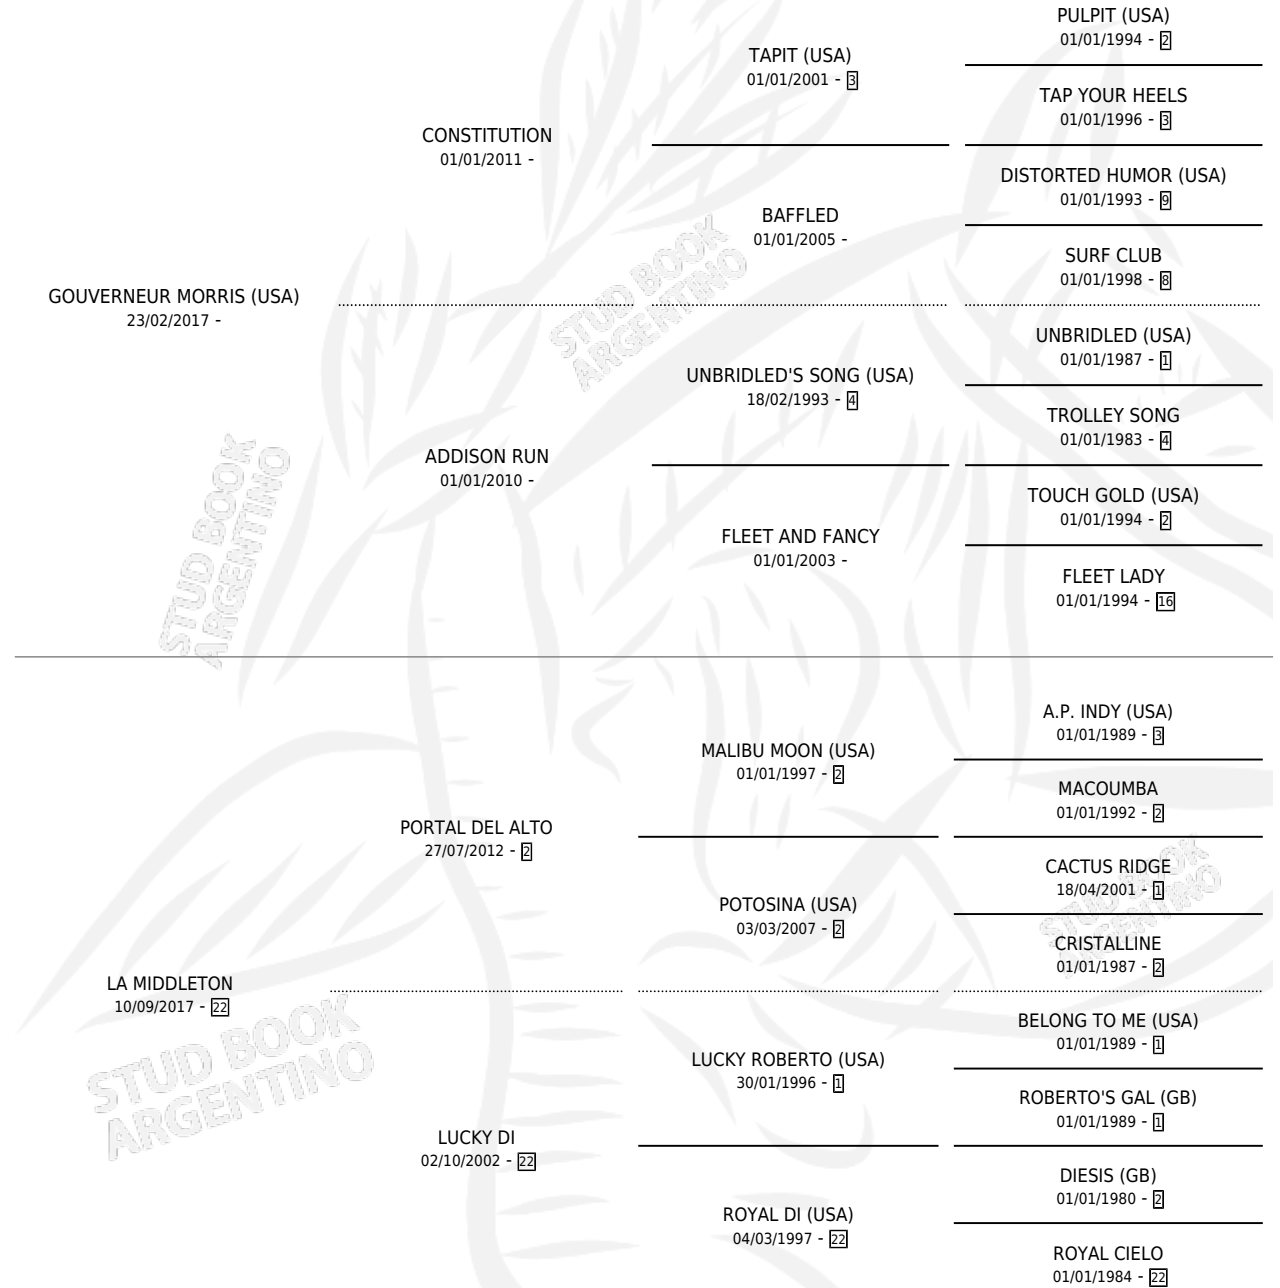 PULPIT (USA)
01/01/1994 - 2
TAPIT (USA)
01/01/2001 - 3
TAP YOUR HEELS
01/01/1996 - 3
CONSTITUTION
01/01/2011 -
DISTORTED HUMOR (USA)
01/01/1993 - 9
BAFFLED
01/01/2005 -
SURF CLUB
01/01/1998 - 8
GOUVERNEUR MORRIS (USA)
23/02/2017 -
UNBRIDLED (USA)
01/01/1987 - 1
UNBRIDLED'S SONG (USA)
18/02/1993 - 4
TROLLEY SONG
01/01/1983 - 4
ADDISON RUN
01/01/2010 -
TOUCH GOLD (USA)
01/01/1994 - 2
FLEET AND FANCY
01/01/2003 -
FLEET LADY
01/01/1994 - 16
A.P. INDY (USA)
01/01/1989 - 3
MALIBU MOON (USA)
01/01/1997 - 2
MACOUMBA
01/01/1992 - 2
PORTAL DEL ALTO
27/07/2012 - 2
CACTUS RIDGE
18/04/2001 - 1
POTOSINA (USA)
03/03/2007 - 2
CRISTALLINE
01/01/1987 - 2
LA MIDDLETON
10/09/2017 - 22
BELONG TO ME (USA)
01/01/1989 - 1
LUCKY ROBERTO (USA)
30/01/1996 - 1
ROBERTO'S GAL (GB)
01/01/1989 - 1
LUCKY DI
02/10/2002 - 22
DIESIS (GB)
01/01/1980 - 2
ROYAL DI (USA)
04/03/1997 - 22
ROYAL CIELO
01/01/1984 - 22
STUD BOOK
ARGENTINO
STUD BOOK
ARGENTINO
STUD BOOK
ARGENTINO
STUD BOOK
ARGENTINO